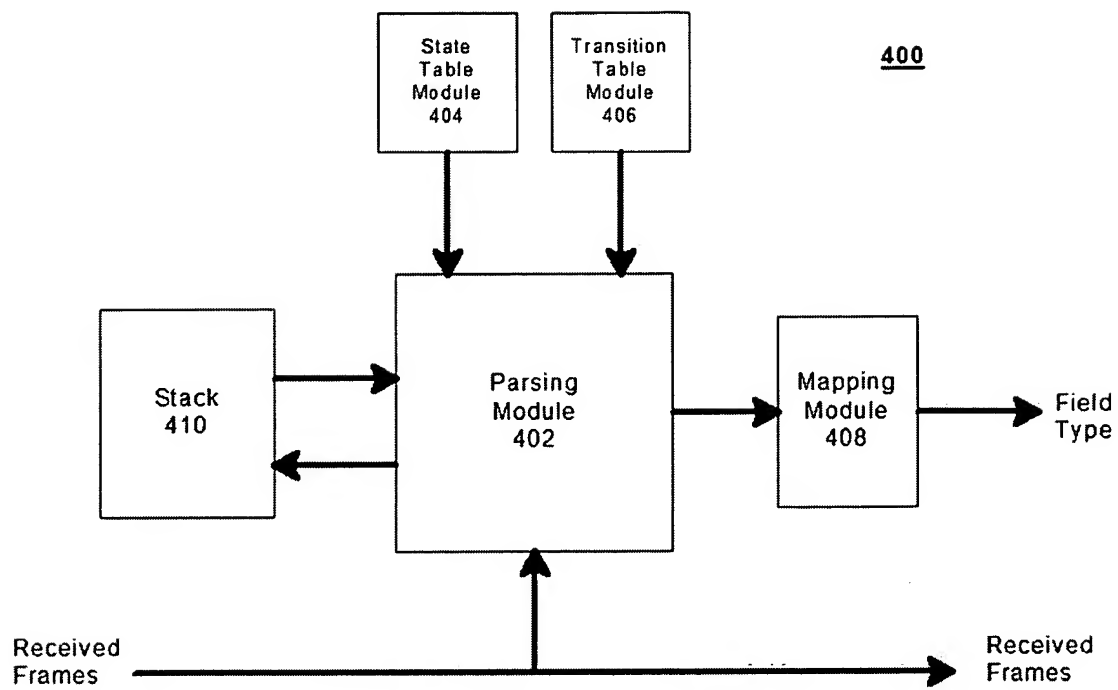 State
Table
Module
404
Transition
Table
Module
406
400
Stack
410
Parsing
Module
402
Mapping
Module
408
Field
Type
Received
Frames
Received
Frames